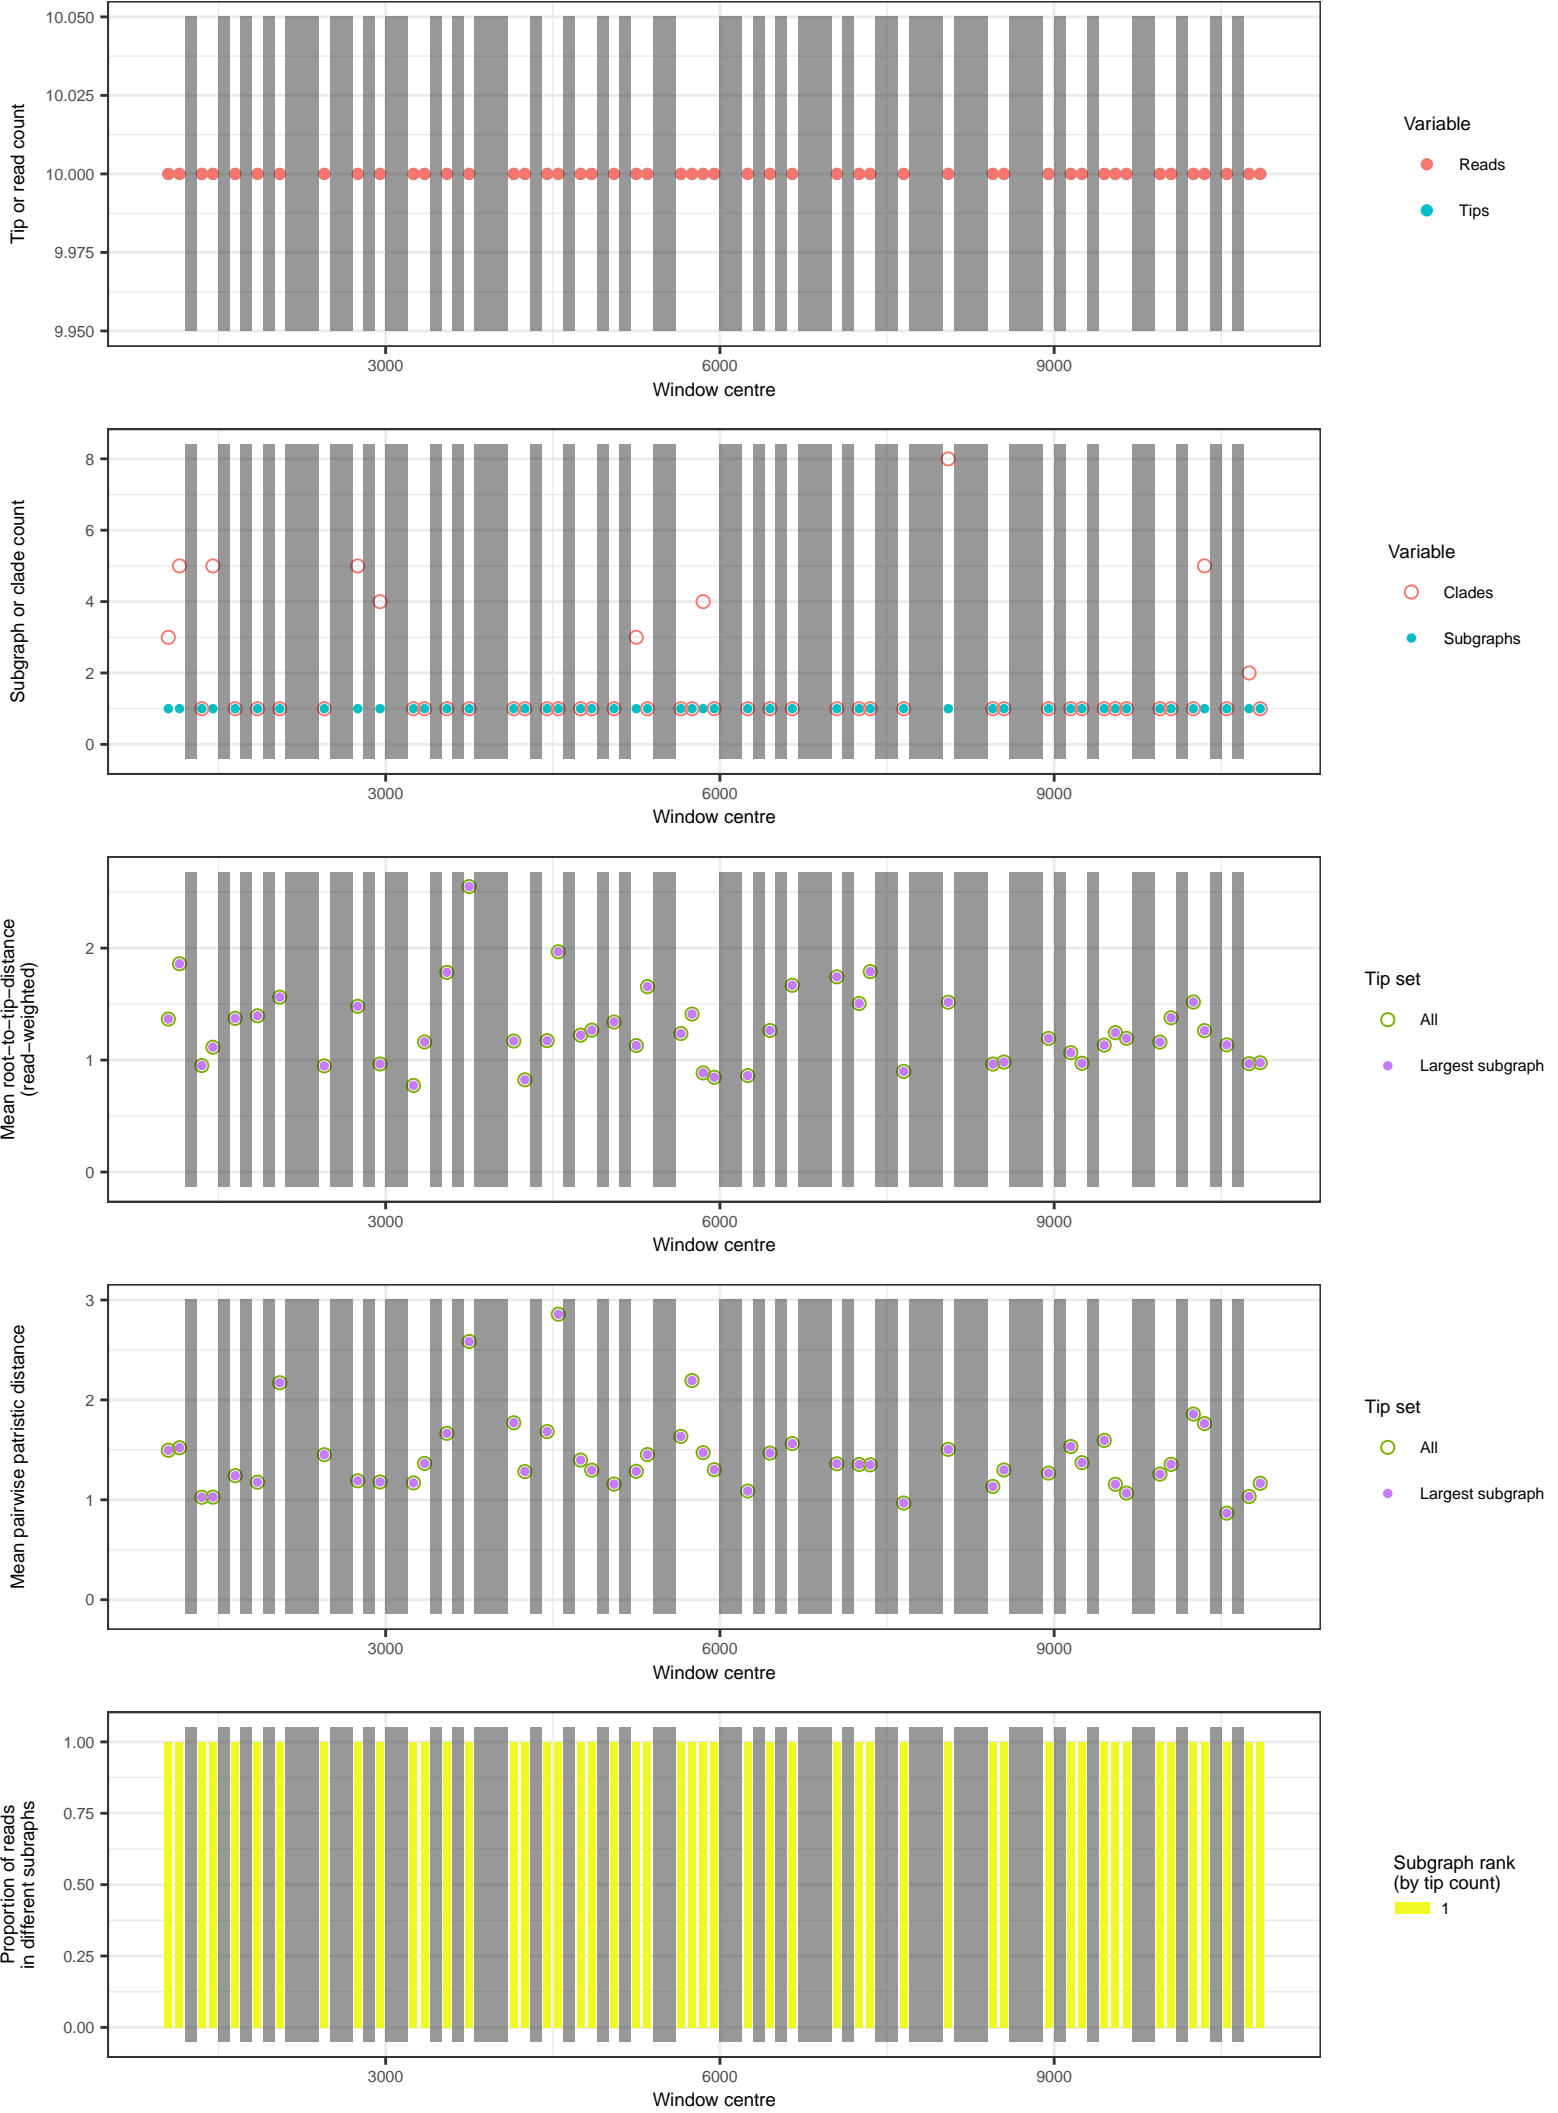 10.050
10.025
10.000
9.975
9.950
Tip or read count
3000 6000 9000
Window centre
Variable
Reads
Tips
8
6
4
2
0
Subgraph or clade count
3000 6000 9000
Window centre
Variable
Clades
Subgraphs
2
1
0
Mean root−to−tip−distance
(read−weighted)
3000 6000 9000
Window centre
Tip set
All
Largest subgraph
3
2
1
0
Mean pairwise patristic distance
3000 6000 9000
Window centre
Tip set
All
Largest subgraph
1.00
0.75
0.50
0.25
0.00
Proportion of reads
in different subraphs
3000 6000 9000
Window centre
Subgraph rank
(by tip count)
1